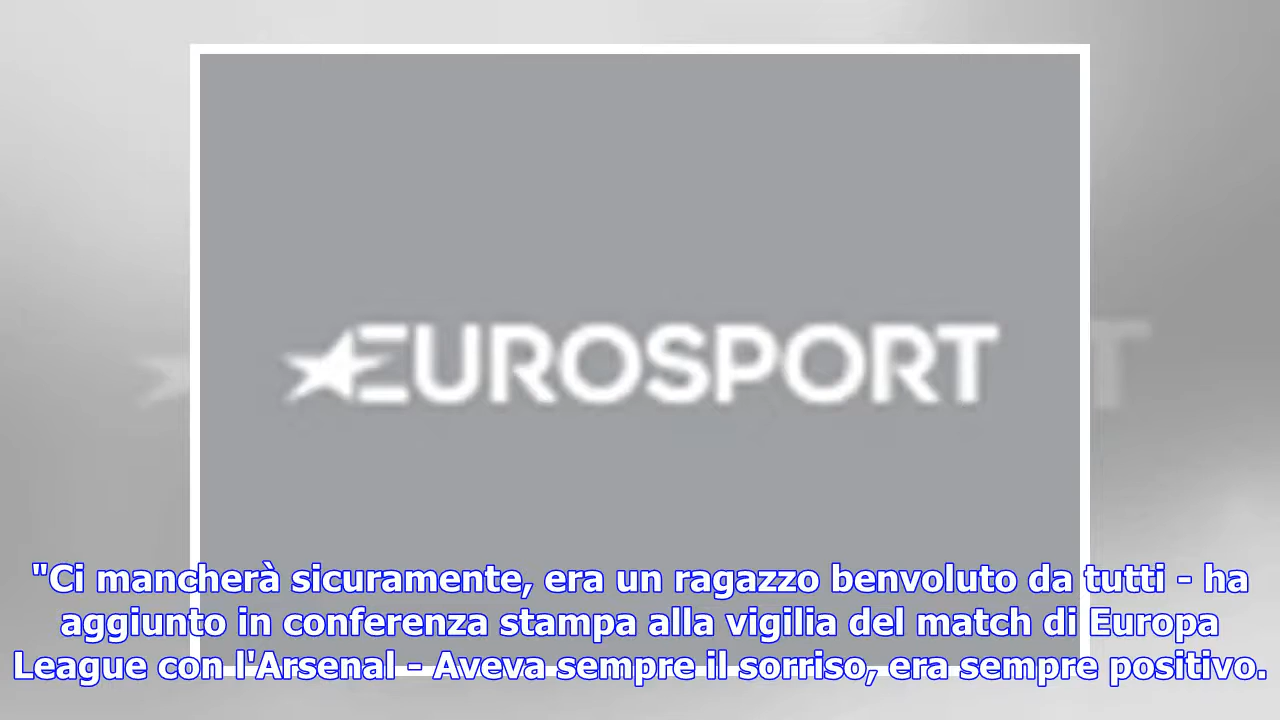 EUROSPORT
"Ci mancherà sicuramente, era un ragazzo benvoluto da tutti - ha
aggiunto in conferenza stampa alla vigilia del match di Europa
League con l'Arsenal - Aveva sempre il sorriso, era sempre positivo.